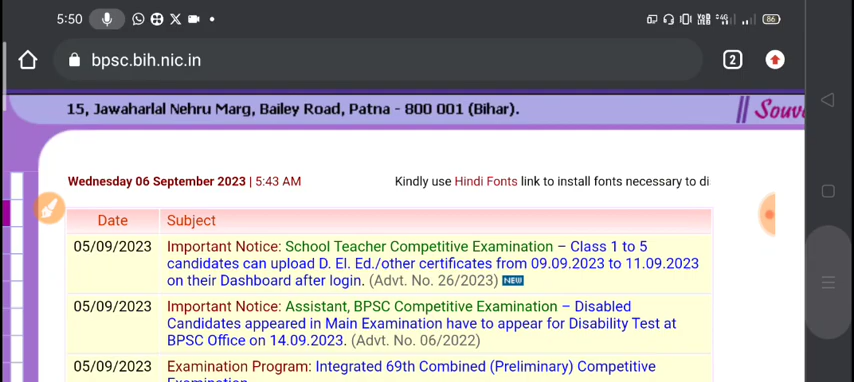 5:50
86
bpsc.bih.nic.in
2
15, Jawaharlal Nehru Marg, Bailey Road, Patna - 800 001 (Bihar).
Wednesday 06 September 2023 | 5:43 AM
Kindly use Hindi Fonts link to install fonts necessary to di
Date Subject
05/09/2023 Important Notice: School Teacher Competitive Examination – Class 1 to 5
candidates can upload D. El. Ed./other certificates from 09.09.2023 to 11.09.2023
on their Dashboard after login. (Advt. No. 26/2023) NEW
05/09/2023 Important Notice: Assistant, BPSC Competitive Examination – Disabled
Candidates appeared in Main Examination have to appear for Disability Test at
BPSC Office on 14.09.2023. (Advt. No. 06/2022)
05/09/2023 Examination Program: Integrated 69th Combined (Preliminary) Competitive
Examination